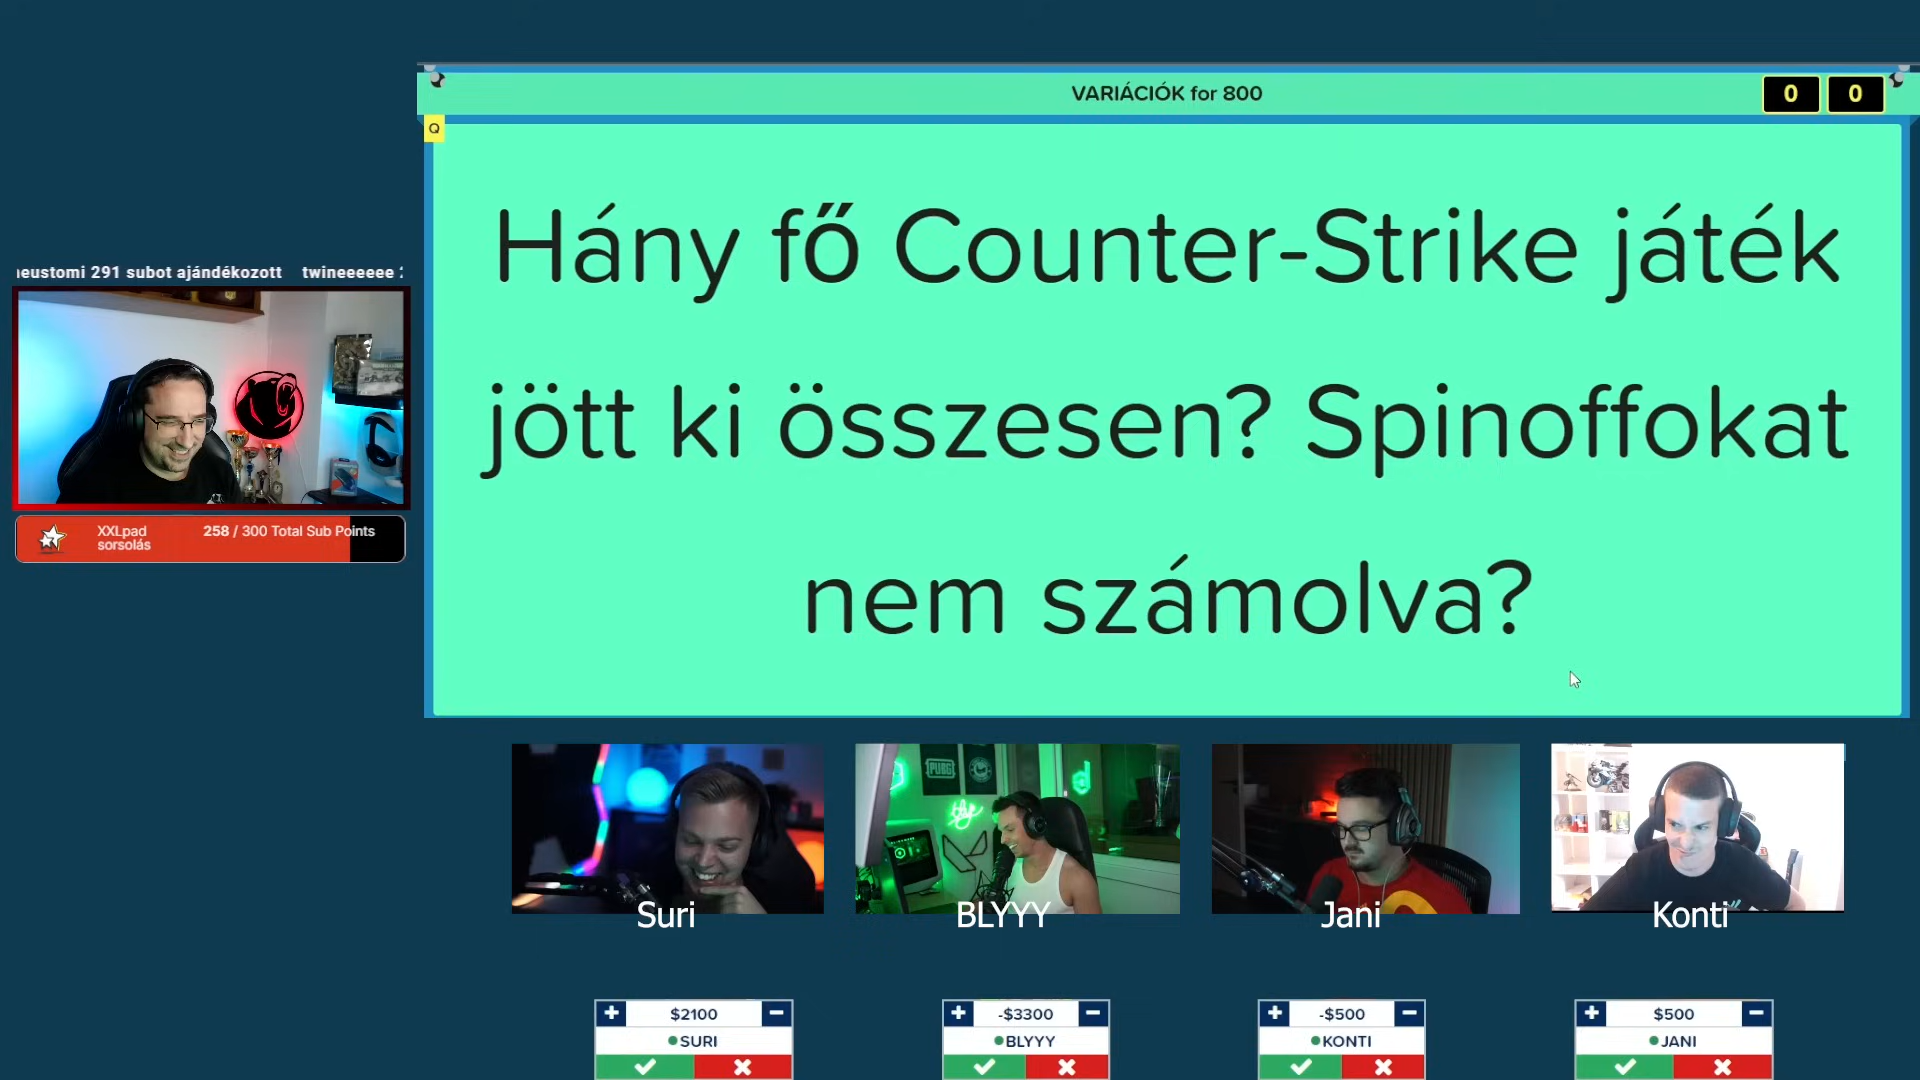 VARIÁCIÓK for 800
0 0
Q
Hány fő Counter-Strike játék
jött ki összesen? Spinoffokat
nem számolva?
neustomi 291 subot ajándékozott twineeeeee
XXLpad
sorsolás
258 / 300 Total Sub Points
PUBG
Suri
BLYYY
Jani
Konti
+ $2100 −
SURI
+ -$3300 −
BLYYY
+ -$500 −
KONTI
+ $500 −
JANI